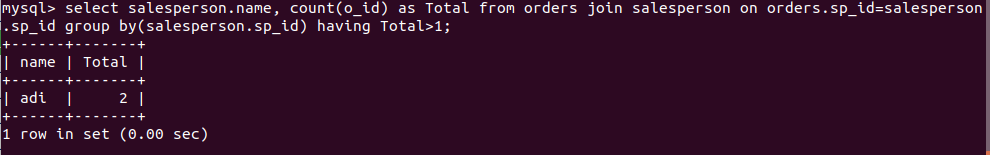 mysql> select salesperson.name, count(o_id) as Total from orders join salesperson on orders.sp_id=salesperson
.sp_id group by(salesperson.sp_id) having Total>1;
+------+-------+
| name | Total |
+------+-------+
| adi  |     2 |
+------+-------+
1 row in set (0.00 sec)